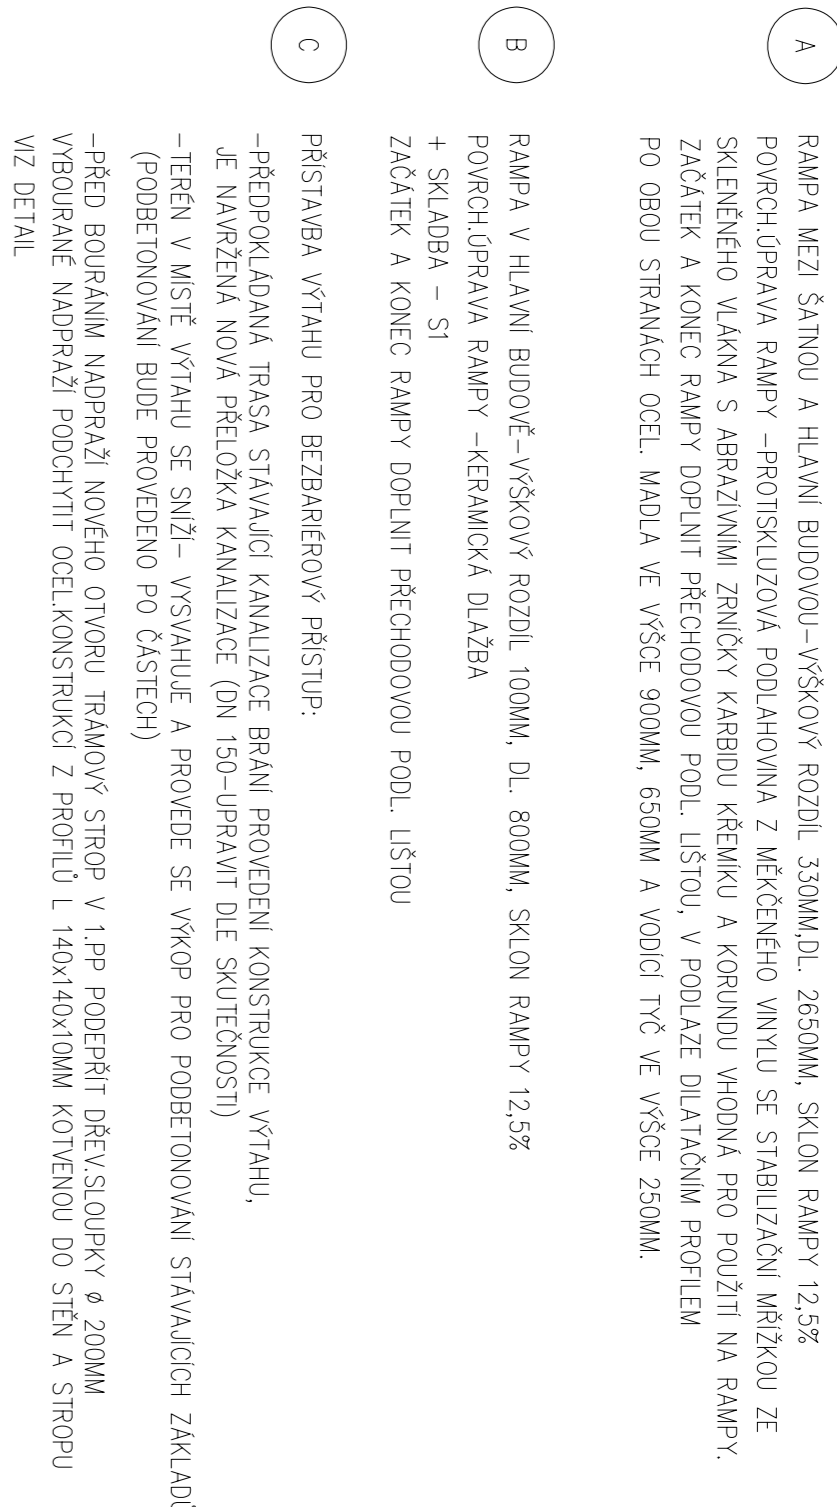 A
RAMPA MEZI ŠATNOU A HLAVNÍ BUDOVOU-VÝŠKOVÝ ROZDÍL 330MM,DL. 2650MM, SKLON RAMPY 12,5%
POVRCH.ÚPRAVA RAMPY -PROTISKLUZOVÁ PODLAHOVINA Z MĚKČENÉHO VINYLU SE STABILIZAČNÍ MŘÍŽKOU ZE
SKLENĚNÉHO VLÁKNA S ABRAZÍVNIMI ZRNÍČKY KARBIDU KŘEMÍKU A KORUNDU VHODNÁ PRO POUŽITÍ NA RAMPY.
ZAČÁTEK A KONEC RAMPY DOPLNIT PŘECHODOVOU PODL. LIŠTOU, V PODLAZE DILATAČNÍM PROFILEM
PO OBOU STRANÁCH OCEL. MADLA VE VÝŠCE 900MM, 650MM A VODÍCÍ TYČ VE VÝŠCE 250MM.
B
RAMPA V HLAVNÍ BUDOVĚ-VÝŠKOVÝ ROZDÍL 100MM, DL. 800MM, SKLON RAMPY 12,5%
POVRCH.ÚPRAVA RAMPY -KERAMICKÁ DLAŽBA
+ SKLADBA - S1
ZAČÁTEK A KONEC RAMPY DOPLNIT PŘECHODOVOU PODL. LIŠTOU
C
PŘÍSTAVBA VÝTAHU PRO BEZBARIÉROVÝ PŘÍSTUP:
-PŘEDPOKLÁDANÁ TRASA STÁVAJÍCÍ KANALIZACE BRÁNÍ PROVEDENÍ KONSTRUKCE VÝTAHU,
JE NAVRŽENÁ NOVÁ PŘELOŽKA KANALIZACE (DN 150-UPRAVIT DLE SKUTEČNOSTI)
-TERÉN V MÍSTĚ VÝTAHU SE SNÍŽÍ- VYSVAHUJE A PROVEDE SE VÝKOP PRO PODBETONOVÁNÍ STÁVAJÍCÍCH ZÁKLADŮ
(PODBETONOVÁNÍ BUDE PROVEDENO PO ČÁSTECH)
-PŘED BOURÁNÍM NADPRAŽÍ NOVÉHO OTVORU TRÁMOVÝ STROP V 1.PP PODEPŘÍT DŘEV.SLOUPKY Ø 200MM
VYBOURANÉ NADPRAŽÍ PODCHYTIT OCEL.KONSTRUKCÍ Z PROFILŮ L 140x140x10MM KOTVENOU DO STĚN A STROPU
VIZ DETAIL